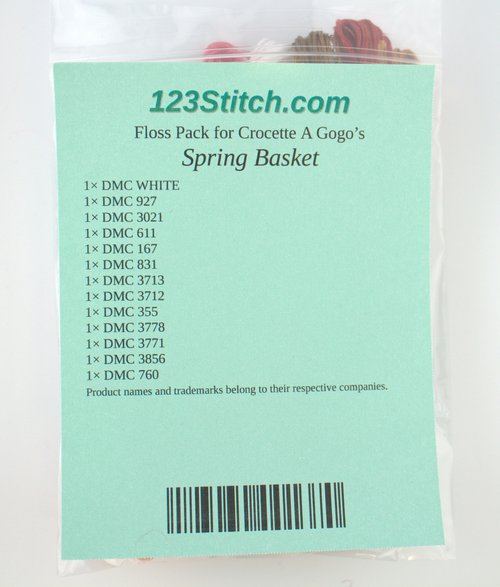 123Stitch.com
Floss Pack for Crocette A Gogo’s
Spring Basket
1× DMC WHITE
1× DMC 927
1× DMC 3021
1× DMC 611
1× DMC 167
1× DMC 831
1× DMC 3713
1× DMC 3712
1× DMC 355
1× DMC 3778
1× DMC 3771
1× DMC 3856
1× DMC 760
Product names and trademarks belong to their respective companies.